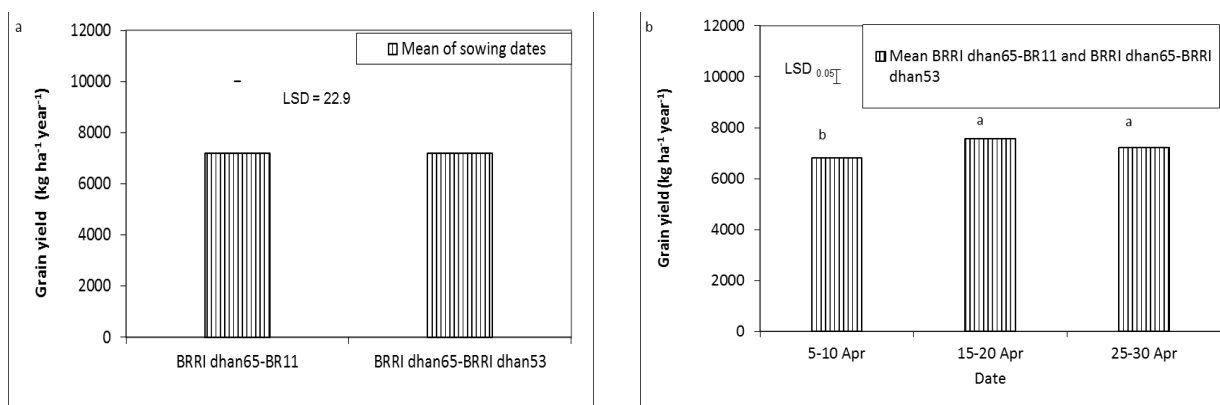 a
12000
10000
8000
6000
4000
2000
0
Grain yield (kg ha⁻¹ year⁻¹)
Mean of sowing dates
LSD = 22.9
BRRI dhan65-BR11
BRRI dhan65-BRRI dhan53
b
12000
10000
8000
6000
4000
2000
0
Grain yield (kg ha⁻¹ year⁻¹)
Mean BRRI dhan65-BR11 and BRRI dhan65-BRRI
dhan53
LSD 0.05
b
a
a
5-10 Apr
15-20 Apr
25-30 Apr
Date